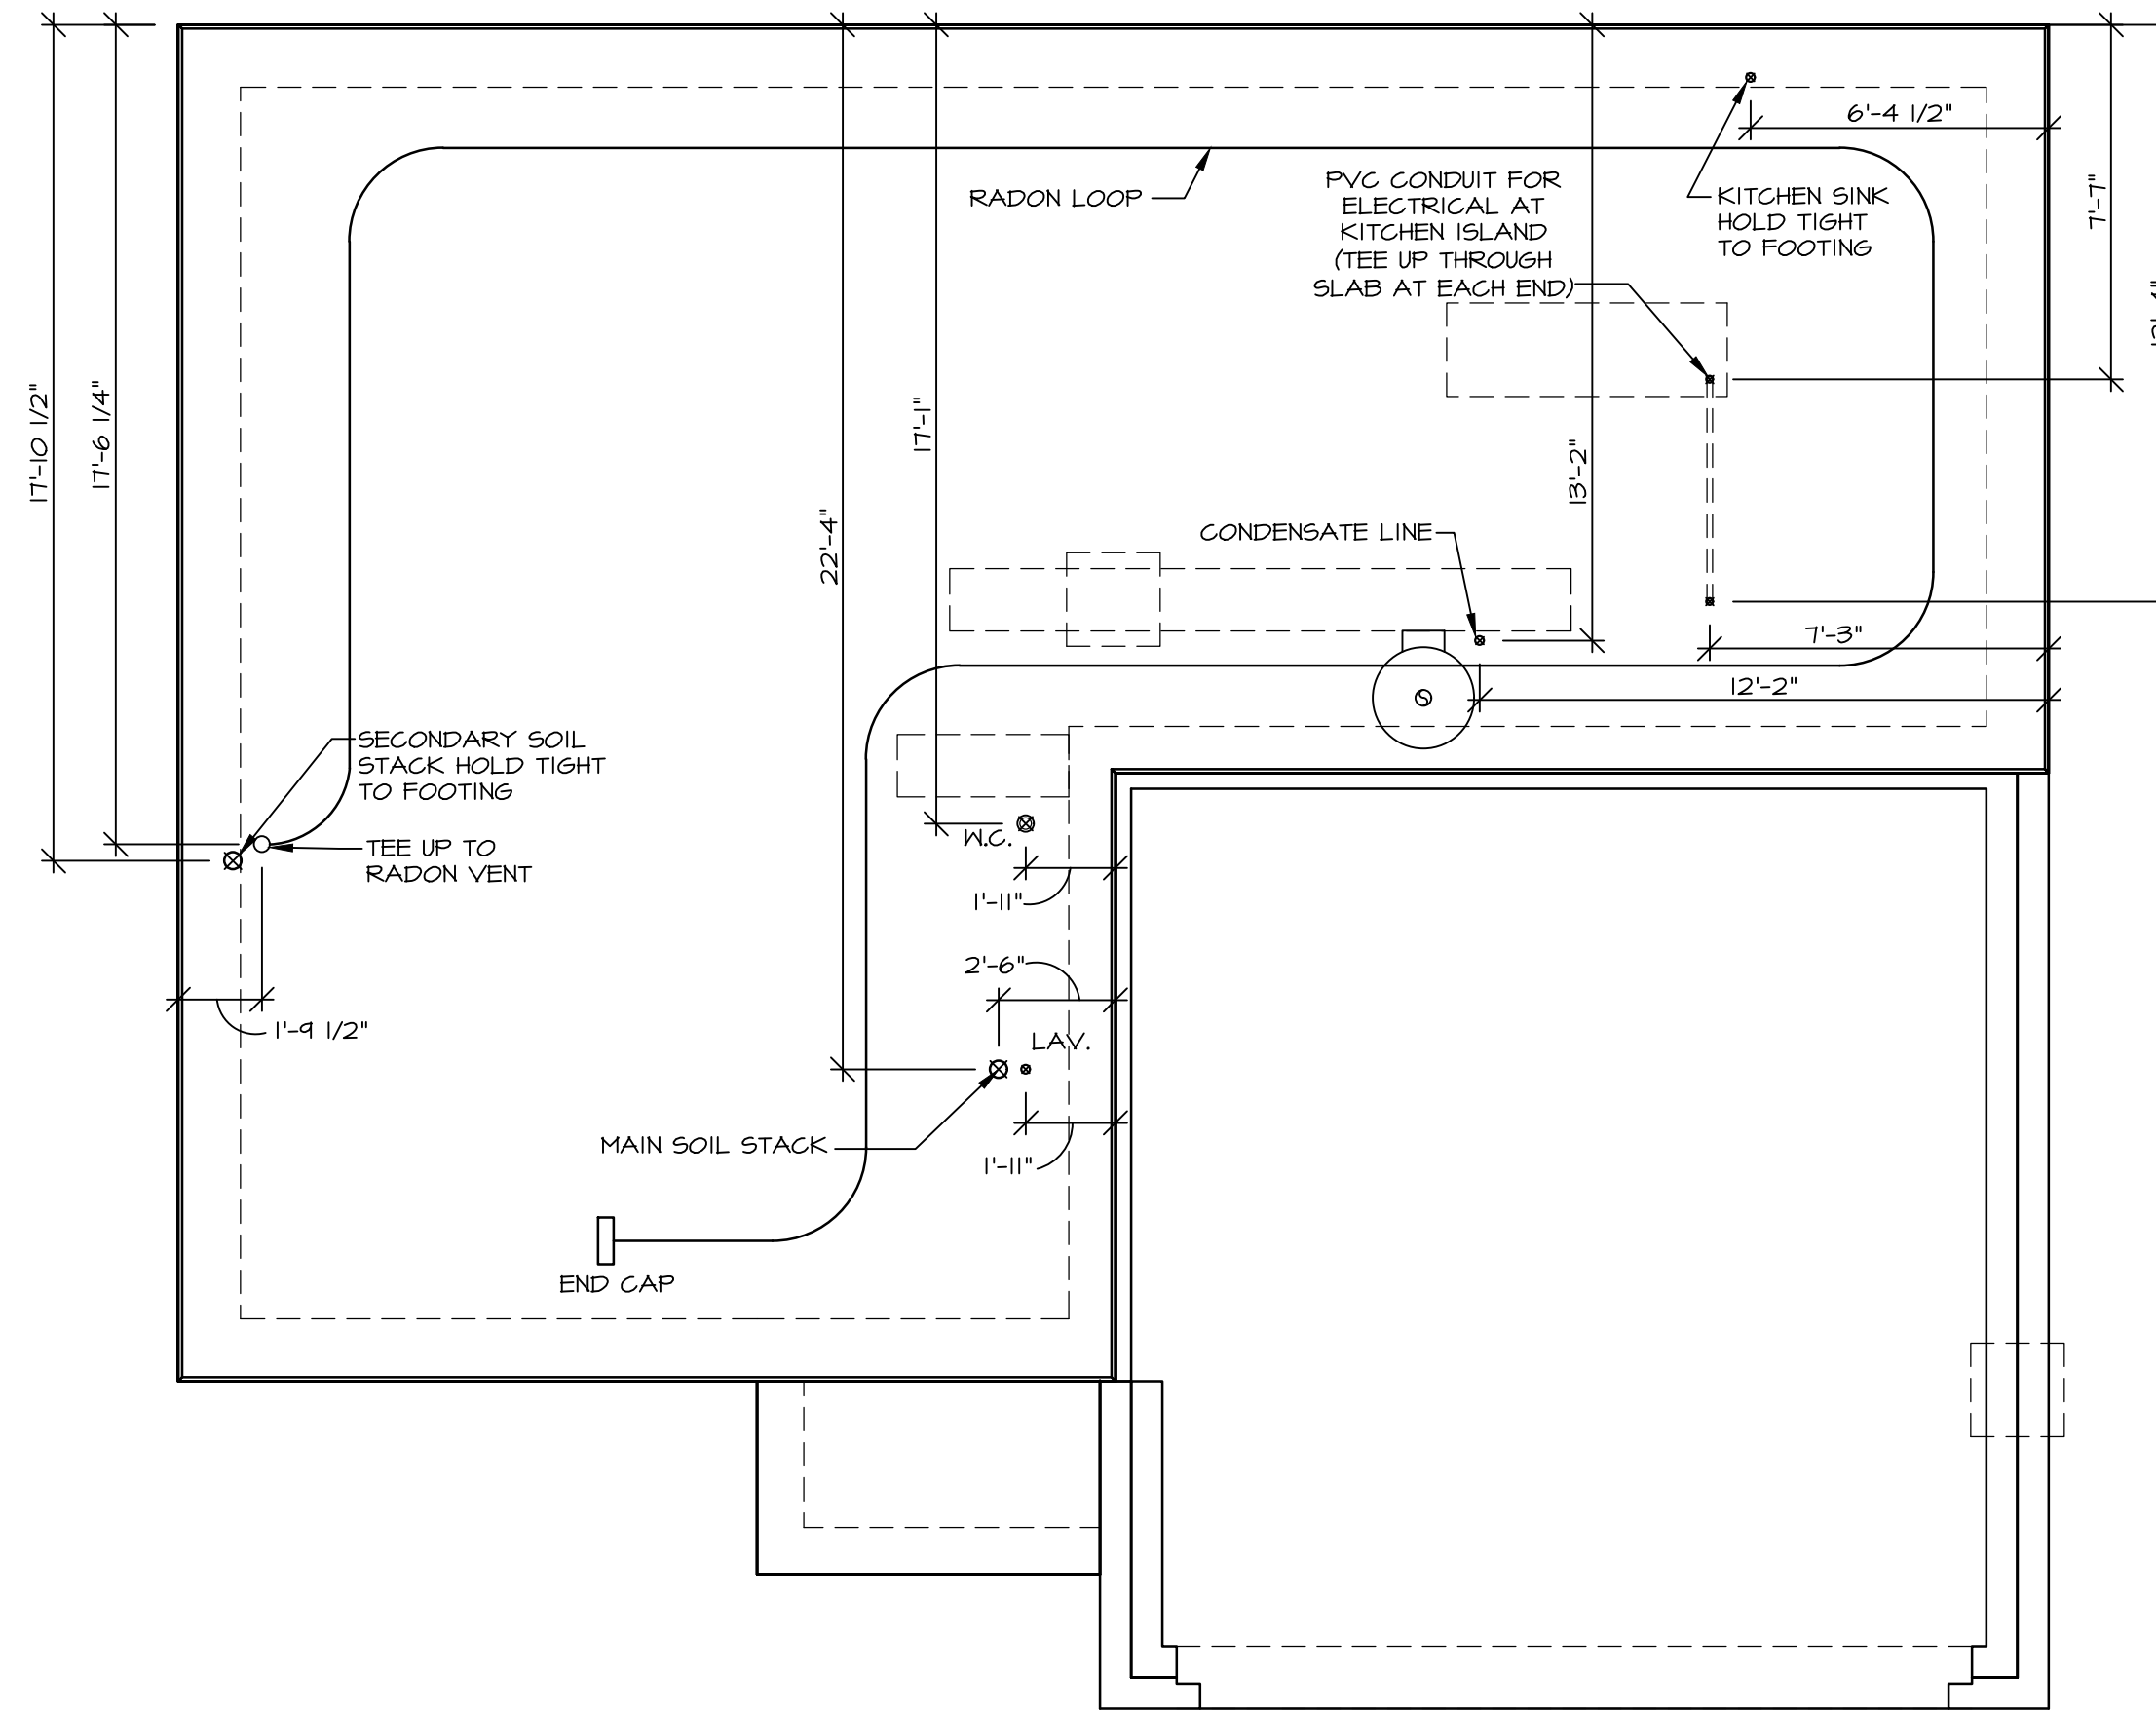 6'-4 1/2"
RADON LOOP
PVC CONDUIT FOR
ELECTRICAL AT
KITCHEN ISLAND
(TEE UP THROUGH
SLAB AT EACH END)
KITCHEN SINK
HOLD TIGHT
TO FOOTING
7'-7"
17'-10 1/2"
17'-6 1/4"
22'-4"
17'-1"
13'-2"
CONDENSATE LINE
7'-3"
12'-2"
SECONDARY SOIL
STACK HOLD TIGHT
TO FOOTING
TEE UP TO
RADON VENT
W.C.
1'-11"
2'-6"
1'-9 1/2"
LAV.
MAIN SOIL STACK
1'-11"
END CAP